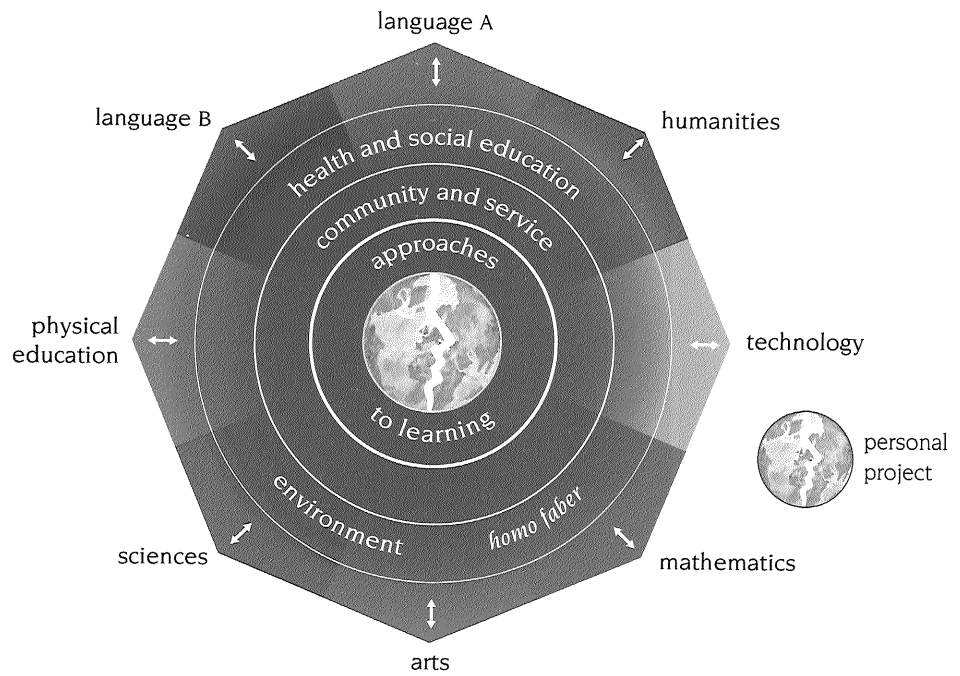 language A
language B
humanities
health and social education
community and service
approaches
to learning
physical
education
technology
personal
project
environment
homo faber
sciences
mathematics
arts